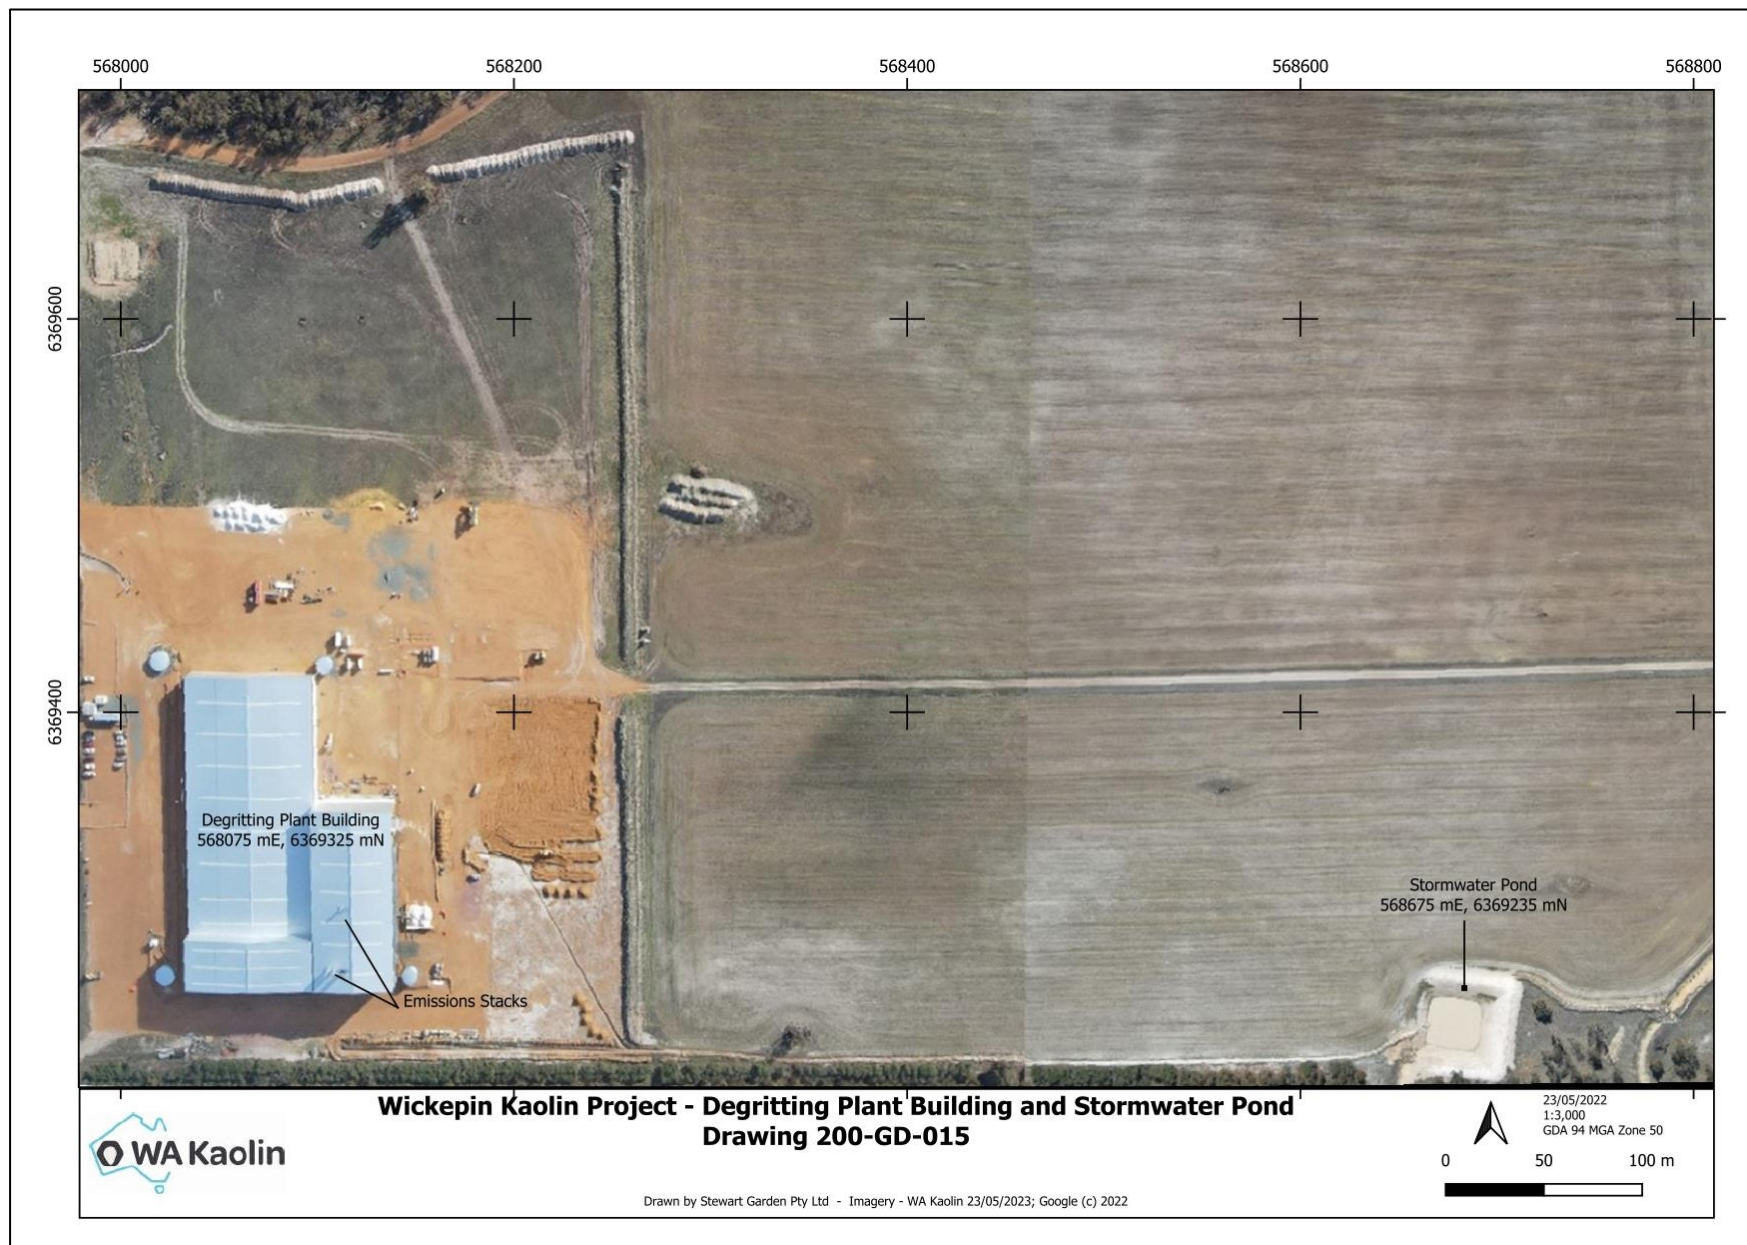 568000
568200
568400
568600
568800
6369600
6369400
Degritting Plant Building
568075 mE, 6369325 mN
Stormwater Pond
568675 mE, 6369235 mN
Emissions Stacks
Wickepin Kaolin Project - Degritting Plant Building and Stormwater Pond
Drawing 200-GD-015
WA Kaolin
23/05/2022
1:3,000
GDA 94 MGA Zone 50
0 50 100 m
Drawn by Stewart Garden Pty Ltd - Imagery - WA Kaolin 23/05/2023; Google (c) 2022